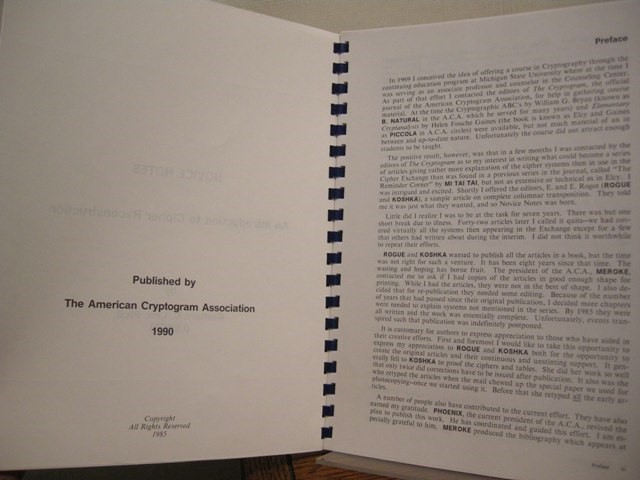 Published by
The American Cryptogram Association
1990
Copyright
All Rights Reserved
1985
Preface
In 1969 I conceived the idea of offering a course in Cryptography through the
continuing education program at Michigan State University where at the time I
was serving as an associate professor and counselor in the Counseling Center.
As part of that effort I contacted the editors of The Cryptogram, the official
journal of the American Cryptogram Association, for help in gathering course
material. At the time the Cryptographic ABC's by William G. Bryan (known as
B. NATURAL in the A.C.A. which he served for many years) and Elementary
Cryptanalysis by Helen Fouche Gaines (the book is known as Elcy and Gaines
as PICCOLA in A.C.A. circles) were available, but not much material of an in
between and up-to-date nature. Unfortunately the course did not attract enough
students to be taught.
The positive result, however, was that in a few months I was contacted by the
editors of The Cryptogram as to my interest in writing what could become a series
of articles giving rather more explanation of the cipher systems then in use in the
Cipher Exchange than was found in a previous series in the journal, called "The
Reminder Corner" by MI TAI TAI, but not as extensive or technical as in Elcy. I
was intrigued and excited. Shortly I offered the editors, E. and E. Rogot (ROGUE
and KOSHKA), a sample article on complete columnar transposition. They told
me it was just what they wanted, and so Novice Notes was born.
Little did I realize I was to be at the task for seven years. There was but one
short break due to illness. Forty-two articles later I called it quits—we had cov-
ered virtually all the systems then appearing in the Exchange except for a few
that others had written about during the interim. I did not think it worthwhile
to repeat their efforts.
ROGUE and KOSHKA wanted to publish all the articles in a book, but the time
was not right for such a venture. It has been eight years since that time. The
waiting and hoping has borne fruit. The president of the A.C.A., MEROKE,
contacted me to ask if I had copies of the articles in good enough shape for
printing. While I had the articles, they were not in the best of shape. I also de-
cided that for re-publication they needed some editing. Because of the number
of years that had passed since their original publication, I decided more chapters
were needed to explain systems not mentioned in the series. By 1985 they were
all written and the work was essentially complete. Unfortunately, events tran-
spired such that publication was indefinitely postponed.
It is customary for authors to express appreciation to those who have aided in
their creative efforts. First and foremost I would like to take this opportunity to
express my appreciation to ROGUE and KOSHKA both for the opportunity to
create the original articles and their continuous and unstinting support. It gen-
erally fell to KOSHKA to proof the ciphers and tables. She did her work so well
that only twice did corrections have to be issued after publication. It also was she
who retyped the articles when the mail chewed up the special paper we used for
photocopying—once we started using it. Before that she retyped all the early ar-
ticles.
A number of people also have contributed to the current effort. They have also
earned my gratitude. PHOENIX, the current president of the A.C.A., revised the
plan to publish this work. He has coordinated and guided this effort. I am es-
pecially grateful to him. MEROKE produced the bibliography which appears at
Preface